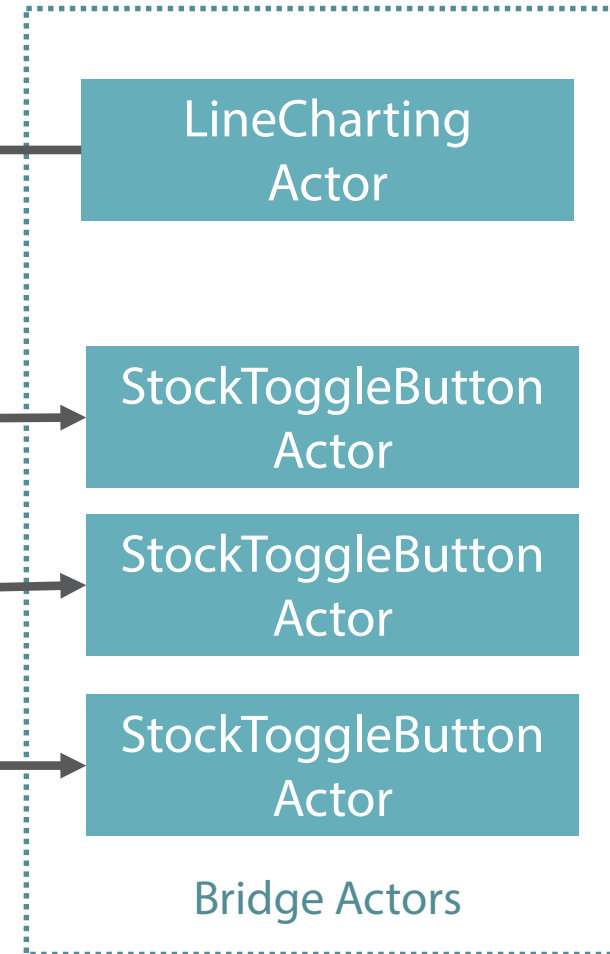 LineCharting
Actor
StockToggleButton
Actor
StockToggleButton
Actor
StockToggleButton
Actor
Bridge Actors